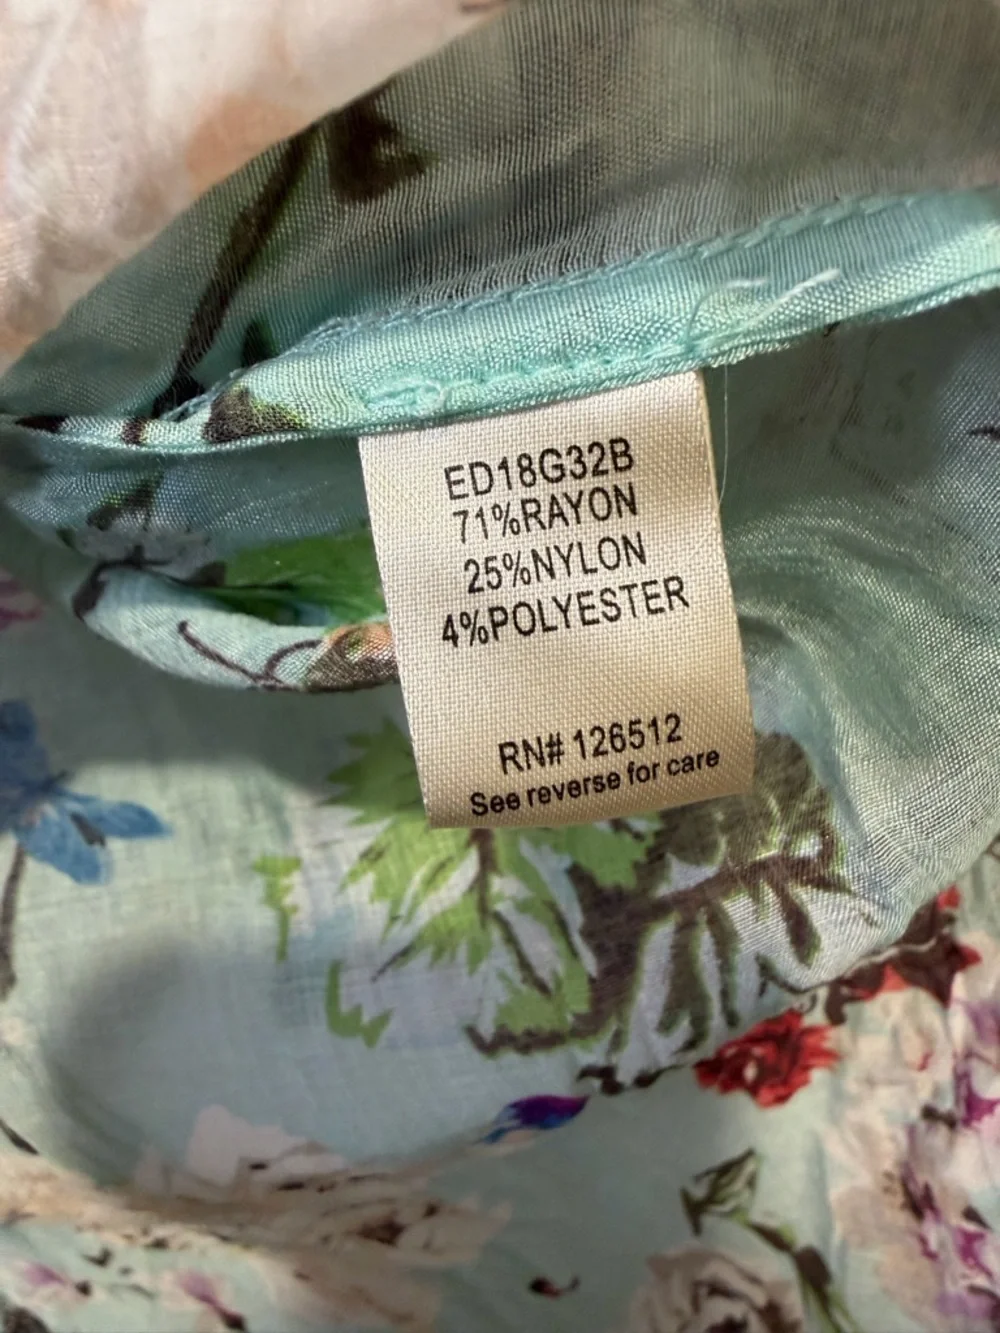 ED18G32B
71%RAYON
25%NYLON
4%POLYESTER
RN# 126512
See reverse for care